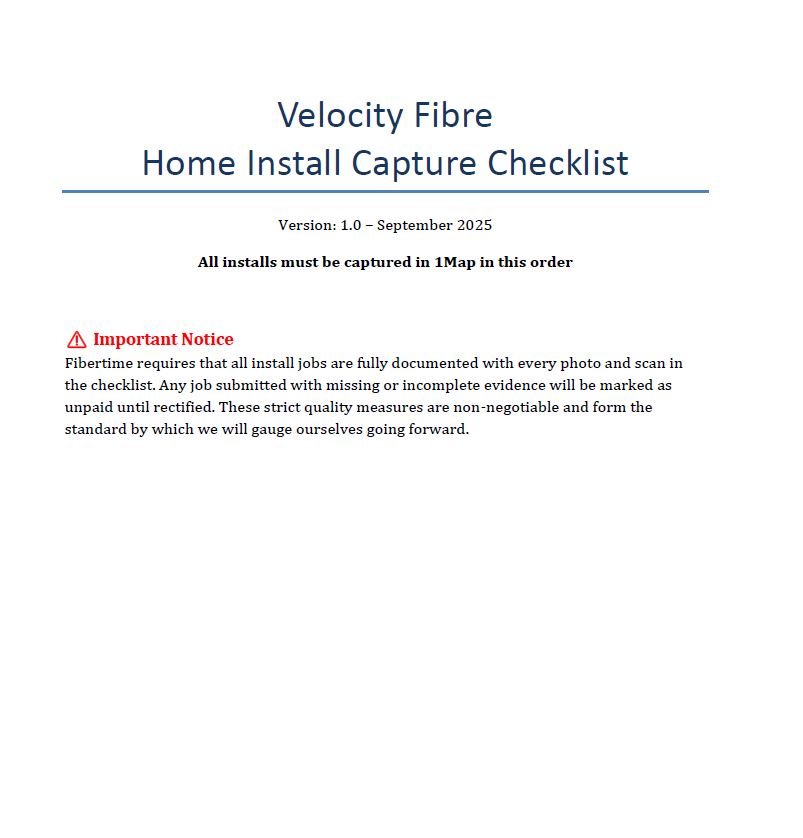 Velocity Fibre
Home Install Capture Checklist
Version: 1.0 – September 2025
All installs must be captured in 1Map in this order
⚠ Important Notice
Fibertime requires that all install jobs are fully documented with every photo and scan in
the checklist. Any job submitted with missing or incomplete evidence will be marked as
unpaid until rectified. These strict quality measures are non-negotiable and form the
standard by which we will gauge ourselves going forward.